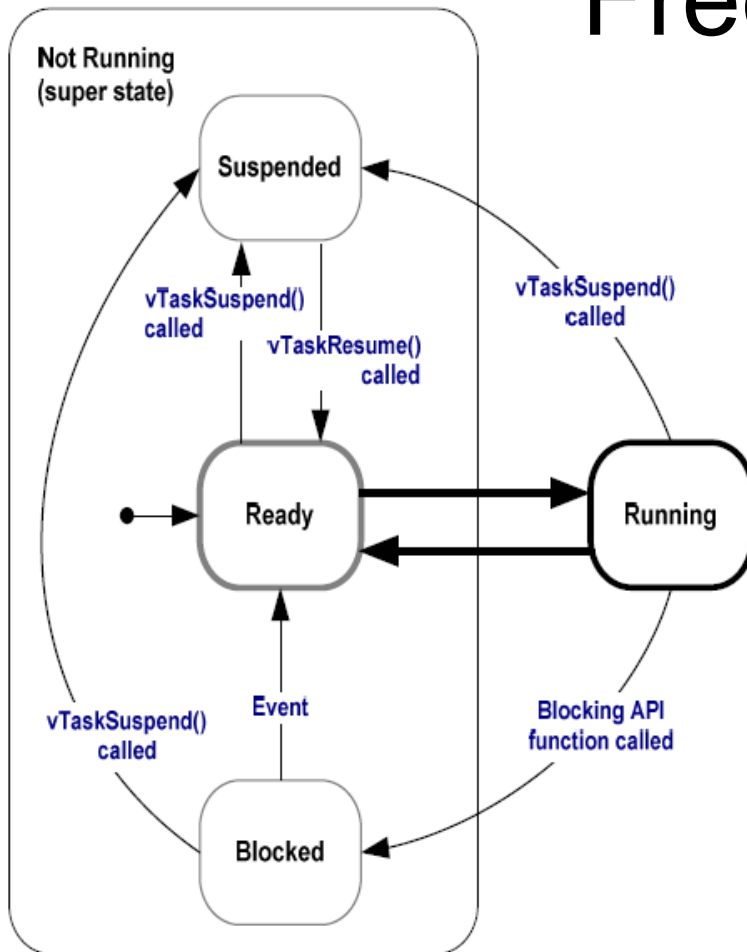 Not Running
(super state)
Suspended
vTaskSuspend()
called
vTaskResume()
called
vTaskSuspend()
called
Ready
Running
Event
vTaskSuspend()
called
Blocking API
function called
Blocked